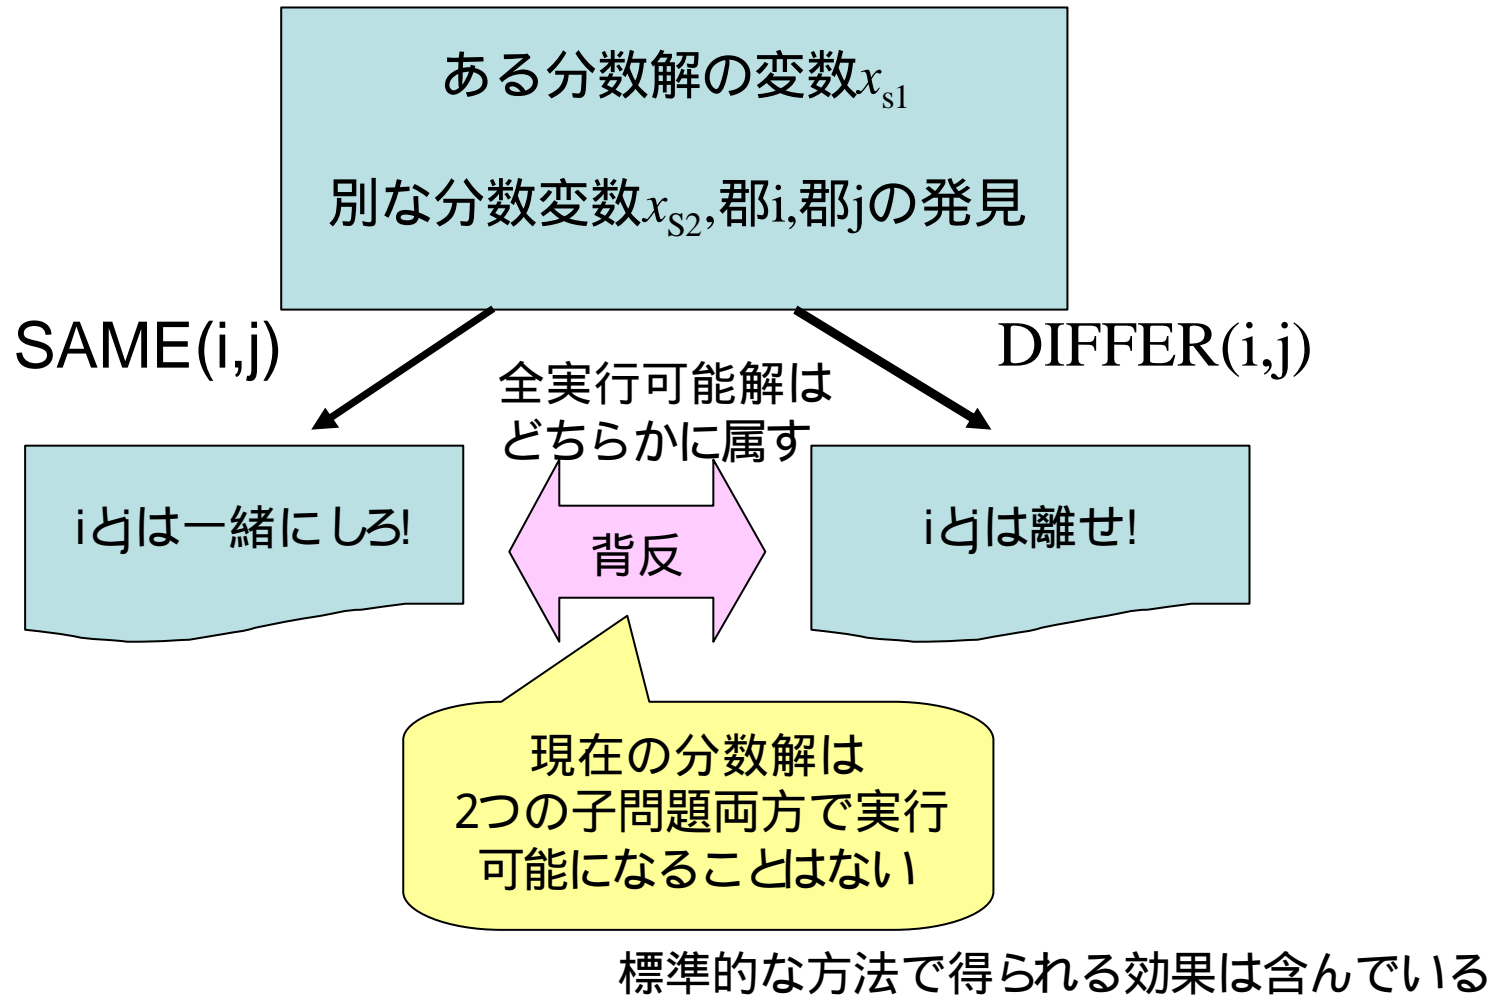 ある分数解の変数xs1
別な分数変数xS2,郡i,郡jの発見
SAME(i,j)
DIFFER(i,j)
全実行可能解は
どちらかに属す
iとjは一緒にしろ!
背反
iとjは離せ!
現在の分数解は
2つの子問題両方で実行
可能になることはない
標準的な方法で得られる効果は含んでいる